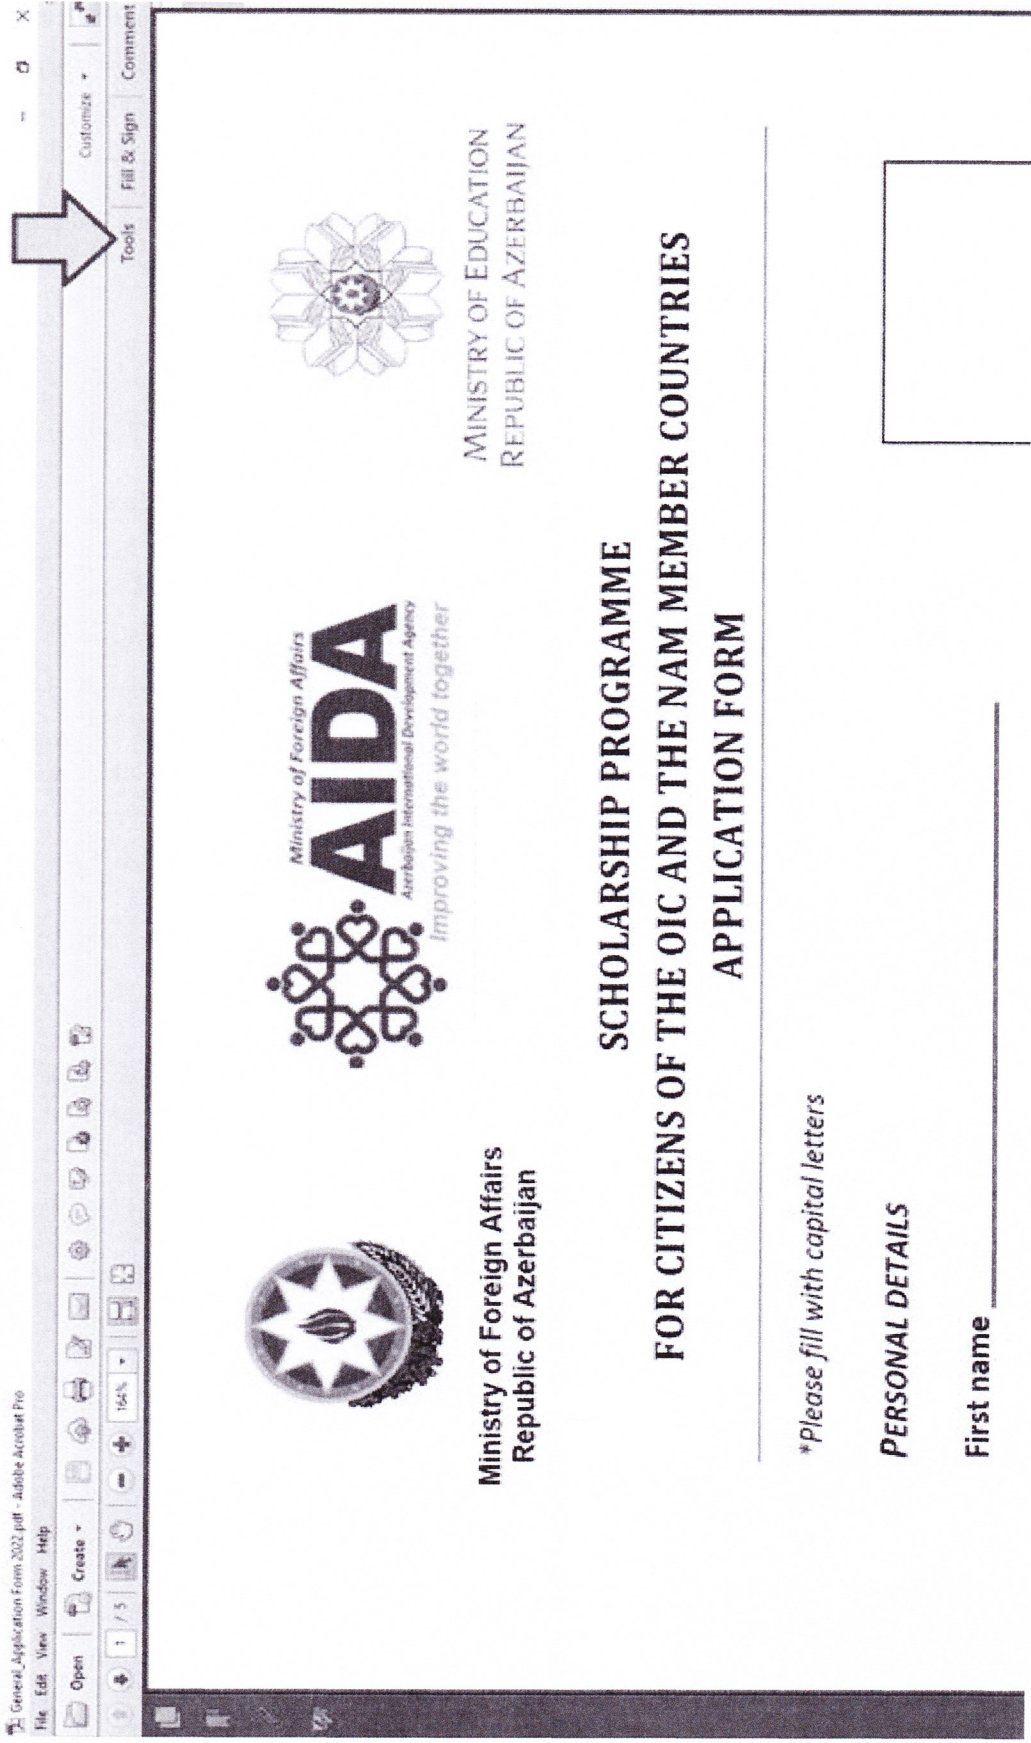 General_Application Form 2022.pdf - Adobe Acrobat Pro
File Edit View Window Help
Open Create Customize
1 / 5 164% Tools Fill & Sign Comment
Ministry of Foreign Affairs
Republic of Azerbaijan
Ministry of Foreign Affairs
AIDA
Azerbaijan International Development Agency
Improving the world together
MINISTRY OF EDUCATION
REPUBLIC OF AZERBAIJAN
SCHOLARSHIP PROGRAMME
FOR CITIZENS OF THE OIC AND THE NAM MEMBER COUNTRIES
APPLICATION FORM
*Please fill with capital letters
PERSONAL DETAILS
First name